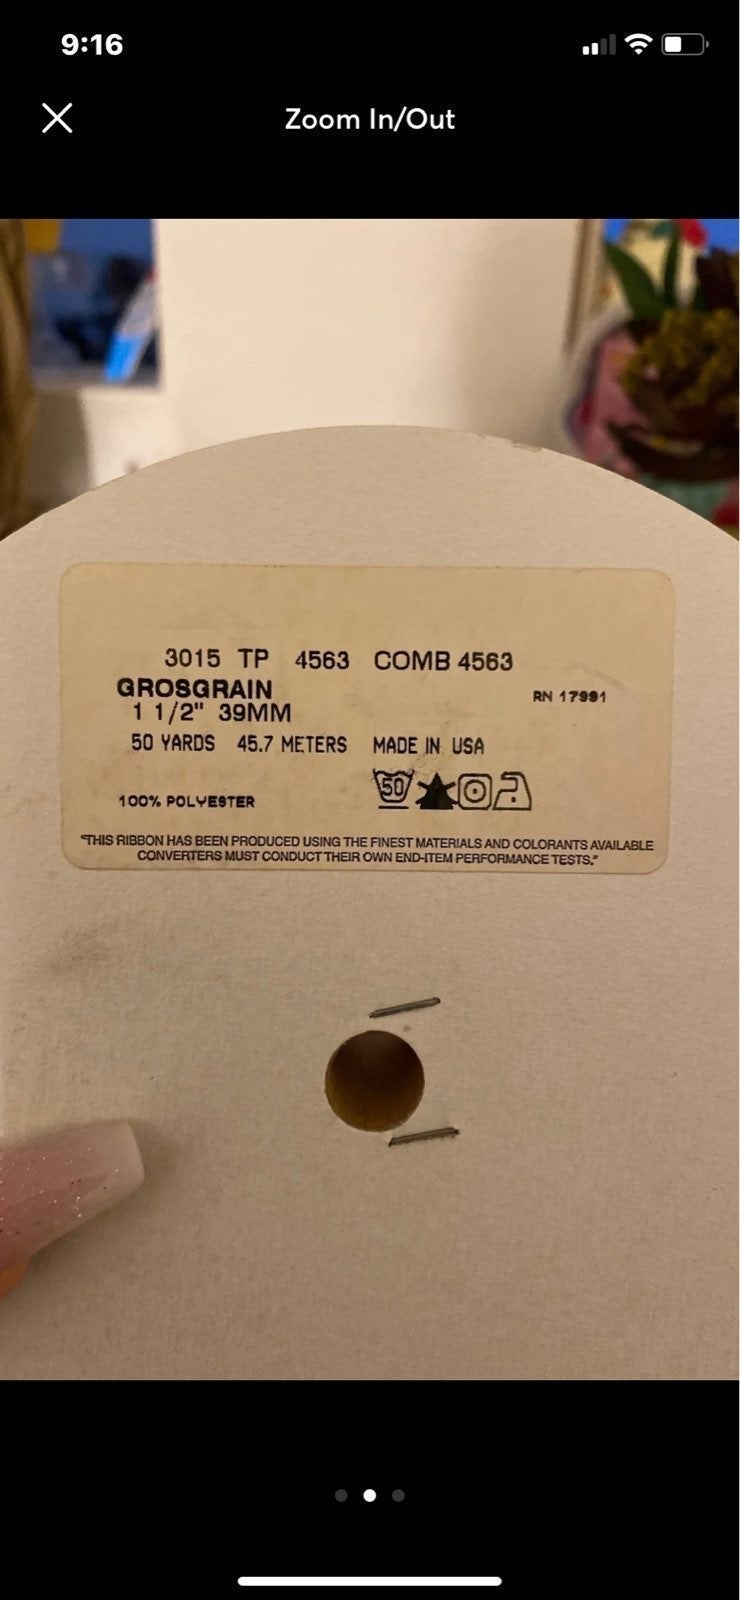 9:16
Zoom In/Out
3015 TP 4563 COMB 4563
GROSGRAIN
RN 17991
1 1/2" 39MM
50 YARDS 45.7 METERS MADE IN USA
50
100% POLYESTER
"THIS RIBBON HAS BEEN PRODUCED USING THE FINEST MATERIALS AND COLORANTS AVAILABLE
CONVERTERS MUST CONDUCT THEIR OWN END-ITEM PERFORMANCE TESTS."